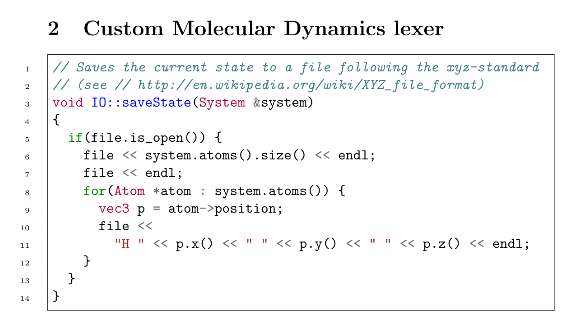 2 Custom Molecular Dynamics lexer
1 // Saves the current state to a file following the xyz-standard
2 // (see // http://en.wikipedia.org/wiki/XYZ_file_format)
3 void IO::saveState(System &system)
4 {
5 if(file.is_open()) {
6 file << system.atoms().size() << endl;
7 file << endl;
8 for(Atom *atom : system.atoms()) {
9 vec3 p = atom->position;
10 file <<
11 "H " << p.x() << " " << p.y() << " " << p.z() << endl;
12 }
13 }
14 }